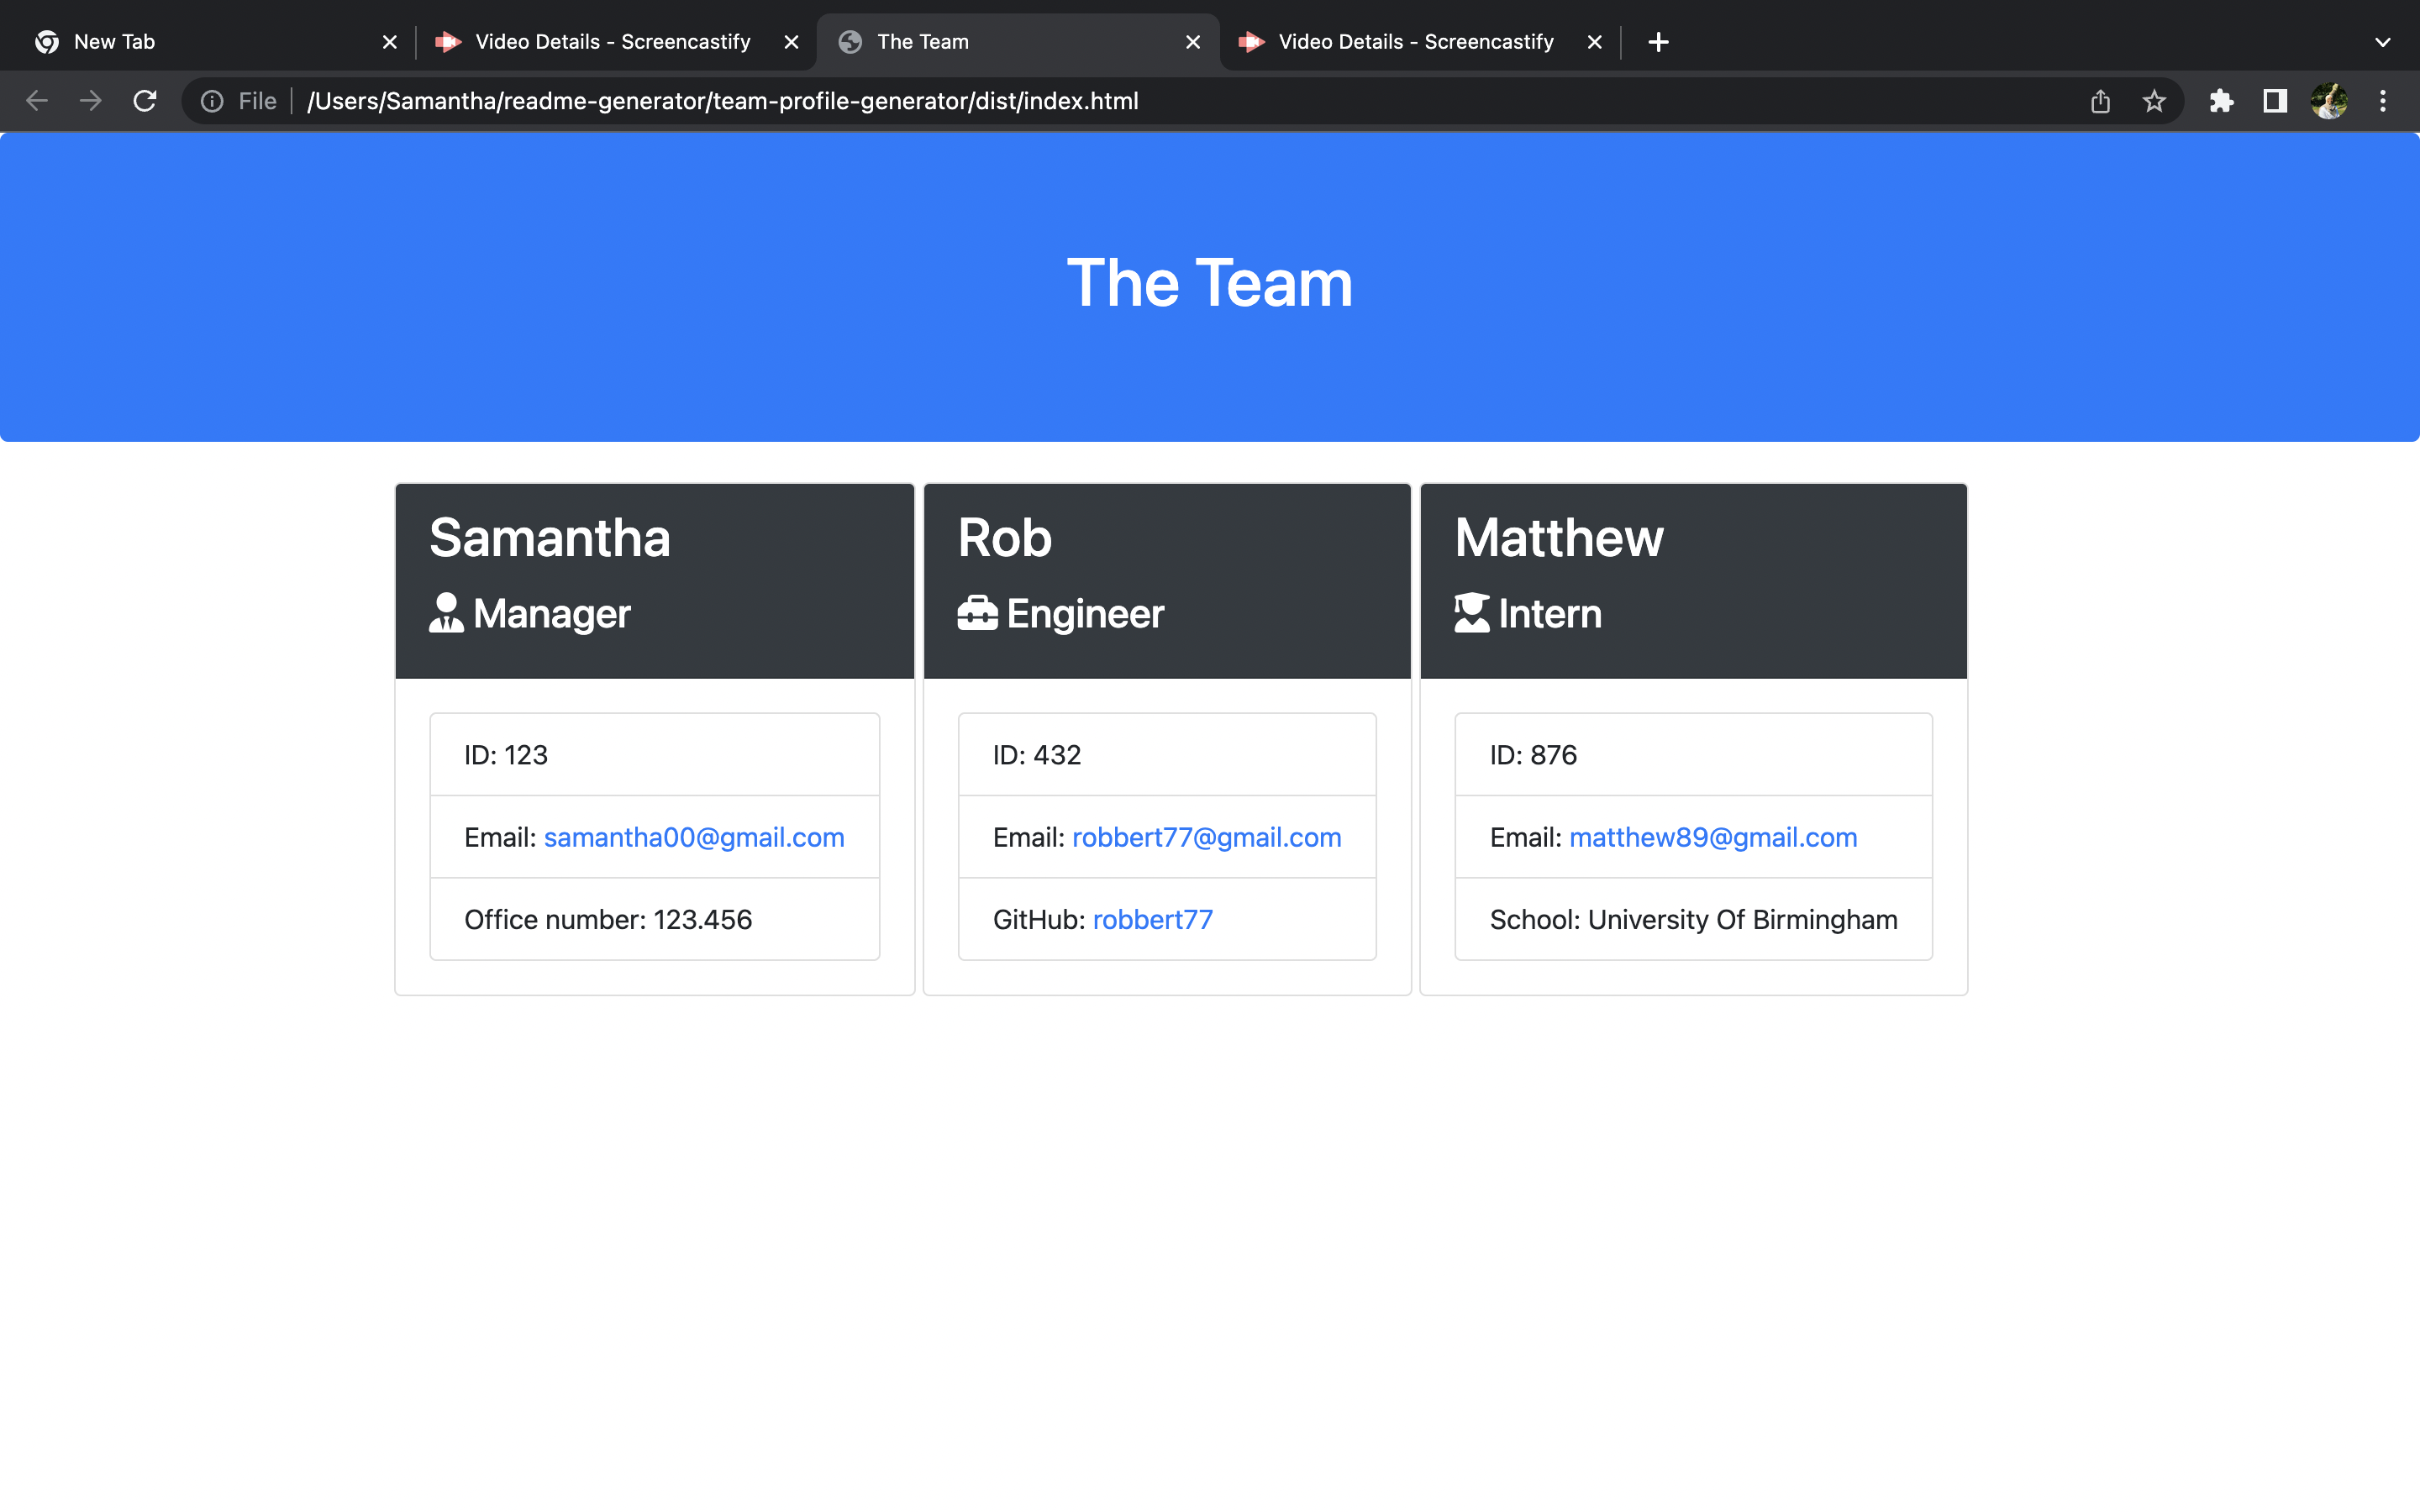 New Tab
Video Details - Screencastify
The Team
Video Details - Screencastify
File /Users/Samantha/readme-generator/team-profile-generator/dist/index.html
The Team
Samantha
Manager
ID: 123
Email: samantha00@gmail.com
Office number: 123.456
Rob
Engineer
ID: 432
Email: robbert77@gmail.com
GitHub: robbert77
Matthew
Intern
ID: 876
Email: matthew89@gmail.com
School: University Of Birmingham